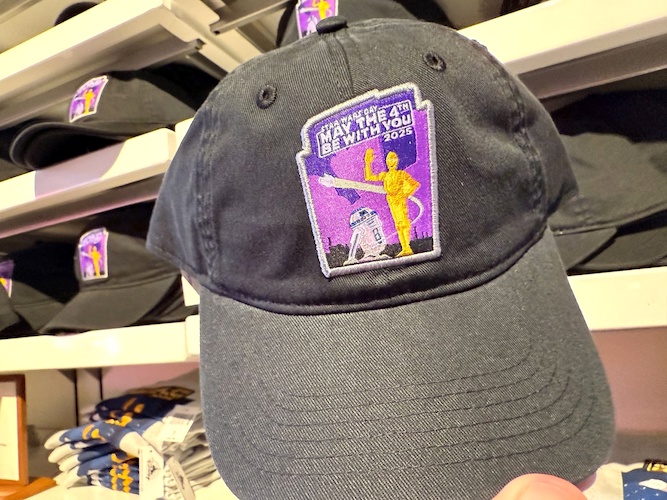 STAR WARS DAY
MAY THE 4TH
BE WITH YOU
2025